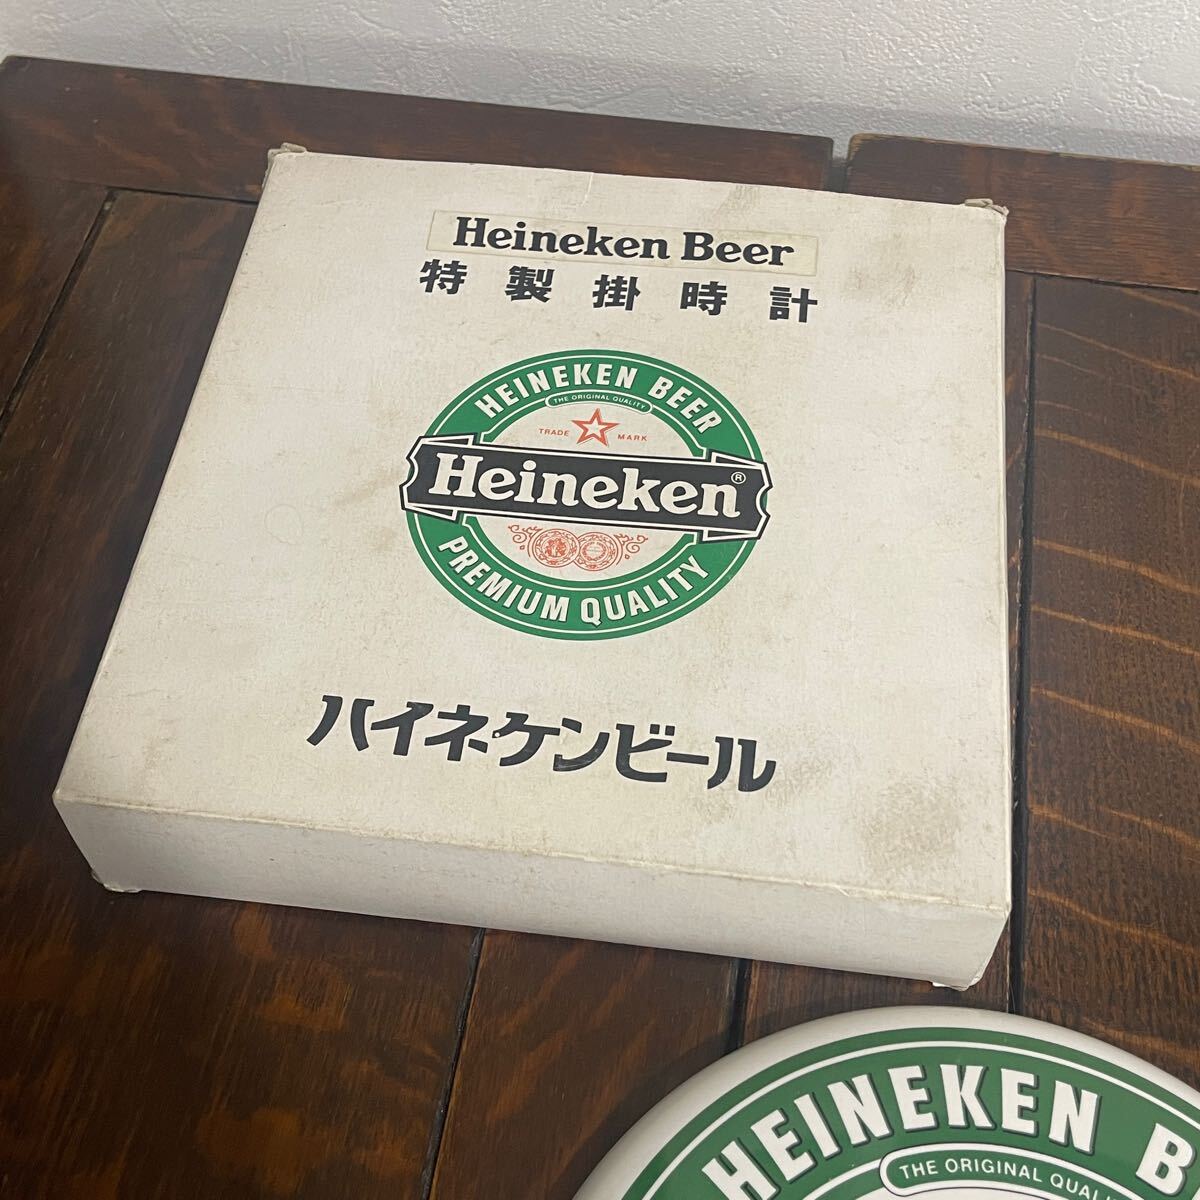 Heineken Beer
特製掛時計
HEINEKEN BEER
THE ORIGINAL QUALITY
TRADE MARK
Heineken®
PREMIUM QUALITY
ハイネケンビール
HEINEKEN B
THE ORIGINAL QUAL